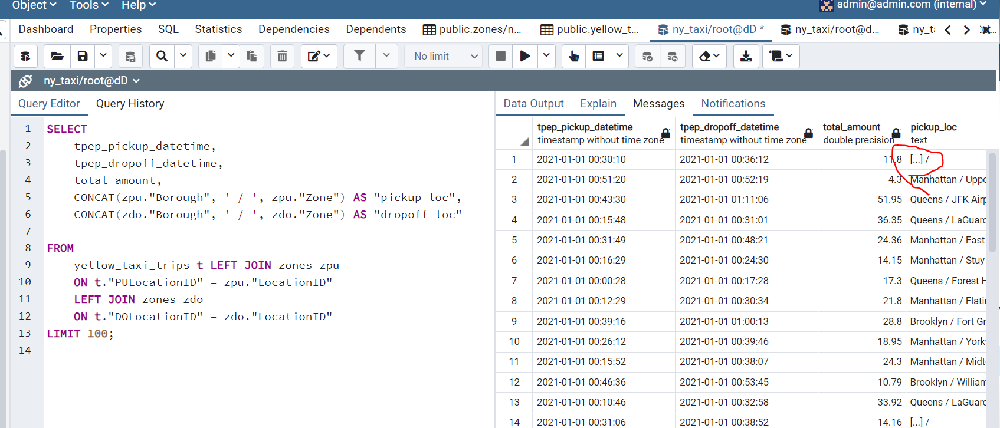 Object Tools Help admin@admin.com (internal)
Dashboard Properties SQL Statistics Dependencies Dependents public.zones/n... public.yellow_t... ny_taxi/root@dD * ny_taxi/root@d... ny_t
No limit
ny_taxi/root@dD
Query Editor Query History
1 SELECT
2 tpep_pickup_datetime,
3 tpep_dropoff_datetime,
4 total_amount,
5 CONCAT(zpu."Borough", ' / ', zpu."Zone") AS "pickup_loc",
6 CONCAT(zdo."Borough", ' / ', zdo."Zone") AS "dropoff_loc"
7
8 FROM
9 yellow_taxi_trips t LEFT JOIN zones zpu
10 ON t."PULocationID" = zpu."LocationID"
11 LEFT JOIN zones zdo
12 ON t."DOLocationID" = zdo."LocationID"
13 LIMIT 100;
14
Data Output Explain Messages Notifications
tpep_pickup_datetime tpep_dropoff_datetime total_amount pickup_loc
timestamp without time zone timestamp without time zone double precision text
1 2021-01-01 00:30:10 2021-01-01 00:36:12 11.8 [...] /
2 2021-01-01 00:51:20 2021-01-01 00:52:19 4.3 Manhattan / Uppe
3 2021-01-01 00:43:30 2021-01-01 01:11:06 51.95 Queens / JFK Airp
4 2021-01-01 00:15:48 2021-01-01 00:31:01 36.35 Queens / LaGuard
5 2021-01-01 00:31:49 2021-01-01 00:48:21 24.36 Manhattan / East
6 2021-01-01 00:16:29 2021-01-01 00:24:30 14.15 Manhattan / Stuy
7 2021-01-01 00:00:28 2021-01-01 00:17:28 17.3 Queens / Forest H
8 2021-01-01 00:12:29 2021-01-01 00:30:34 21.8 Manhattan / Flati
9 2021-01-01 00:39:16 2021-01-01 01:00:13 28.8 Brooklyn / Fort Gr
10 2021-01-01 00:26:12 2021-01-01 00:39:46 18.95 Manhattan / York
11 2021-01-01 00:15:52 2021-01-01 00:38:07 24.3 Manhattan / Midt
12 2021-01-01 00:46:36 2021-01-01 00:53:45 10.79 Brooklyn / William
13 2021-01-01 00:10:46 2021-01-01 00:32:58 33.92 Queens / LaGuard
14 2021-01-01 00:31:06 2021-01-01 00:38:52 14.16 [...] /